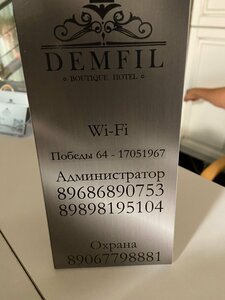 DEMFIL
BOUTIQUE HOTEL
Wi-Fi
Победы 64 - 17051967
Администратор
89686890753
89898195104
Охрана
89067798881